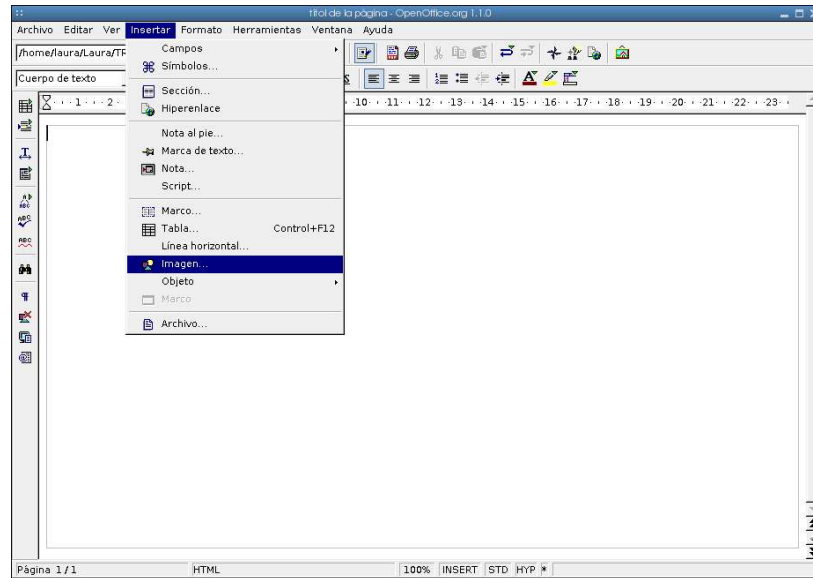 títol de la pàgina - OpenOffice.org 1.1.0
Archivo Editar Ver Insertar Formato Herramientas Ventana Ayuda
/home/laura/Laura/TR
Cuerpo de texto
1 2 10 11 12 13 14 15 16 17 18 19 20 21 22 23
Campos
Símbolos...
Sección...
Hiperenlace
Nota al pie...
Marca de texto...
Nota...
Script...
Marco...
Tabla... Control+F12
Línea horizontal...
Imagen...
Objeto
Marco
Archivo...
Página 1/1 HTML 100% INSERT STD HYP *